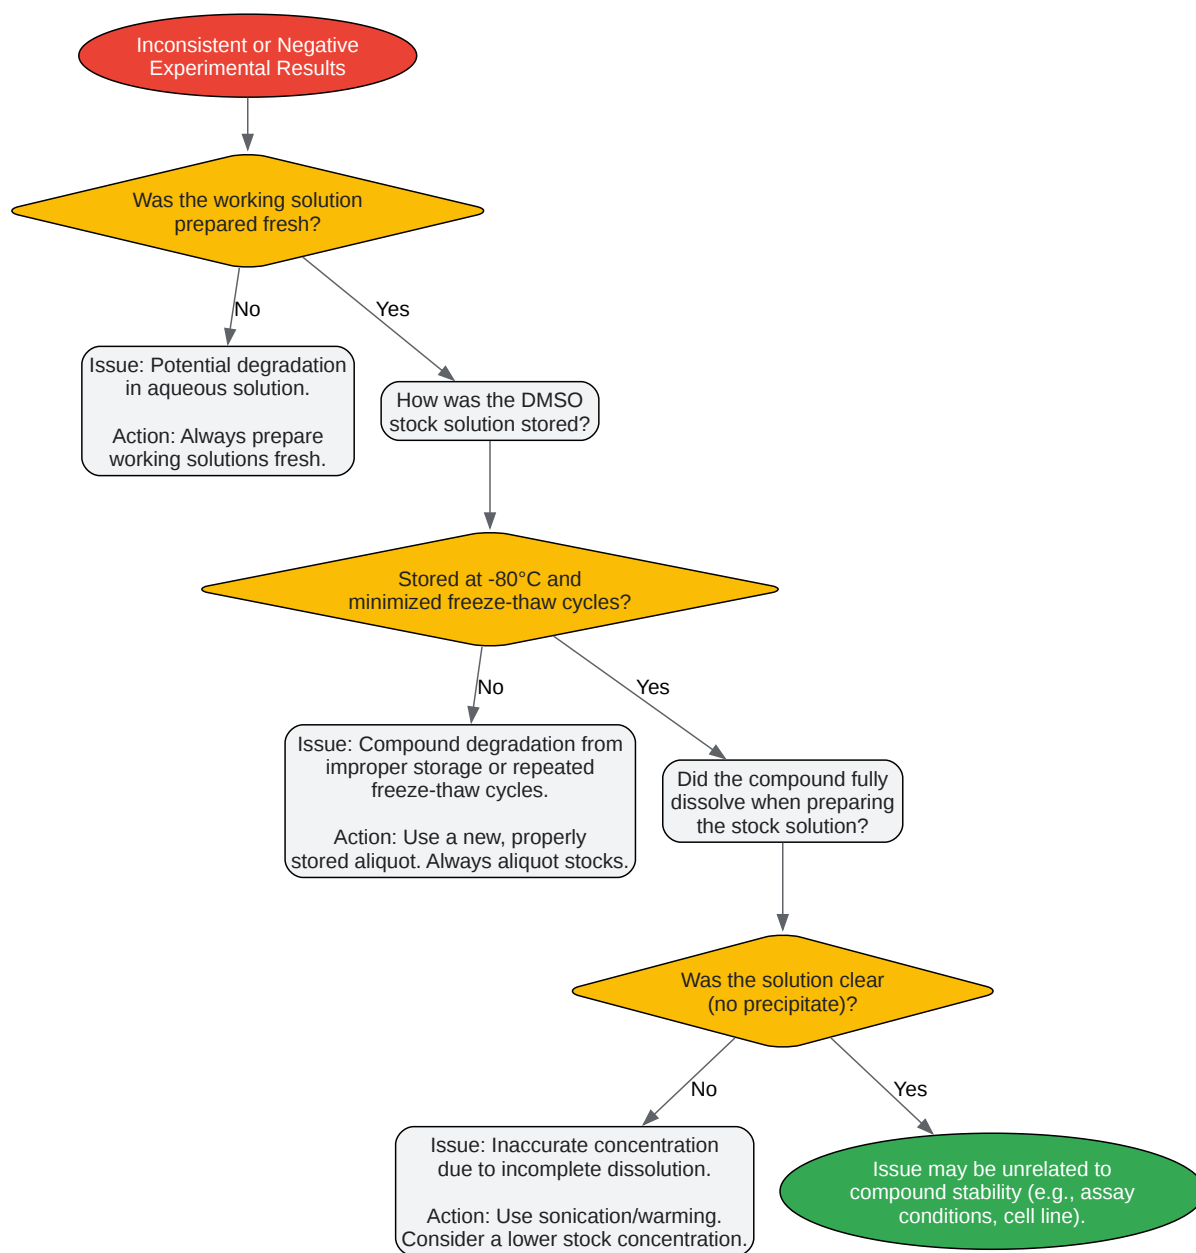 Inconsistent or Negative
Experimental Results
Was the working solution
prepared fresh?
No
Yes
Issue: Potential degradation
in aqueous solution.
Action: Always prepare
working solutions fresh.
How was the DMSO
stock solution stored?
Stored at -80°C and
minimized freeze-thaw cycles?
No
Yes
Issue: Compound degradation from
improper storage or repeated
freeze-thaw cycles.
Action: Use a new, properly
stored aliquot. Always aliquot stocks.
Did the compound fully
dissolve when preparing
the stock solution?
Was the solution clear
(no precipitate)?
No
Yes
Issue: Inaccurate concentration
due to incomplete dissolution.
Action: Use sonication/warming.
Consider a lower stock concentration.
Issue may be unrelated to
compound stability (e.g., assay
conditions, cell line).